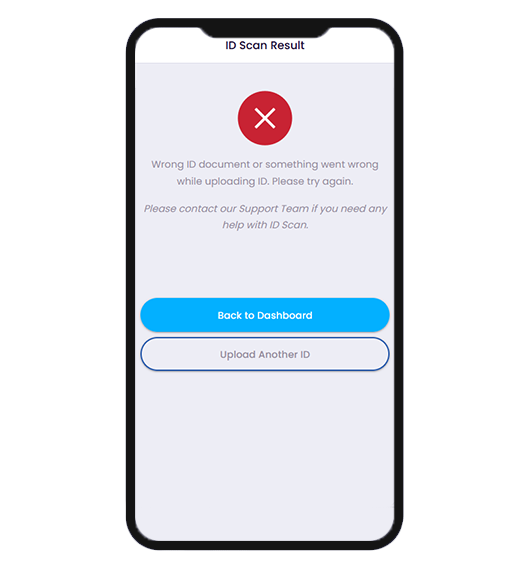 ID Scan Result
Wrong ID document or something went wrong
while uploading ID. Please try again.
Please contact our Support Team if you need any
help with ID Scan.
Back to Dashboard
Upload Another ID